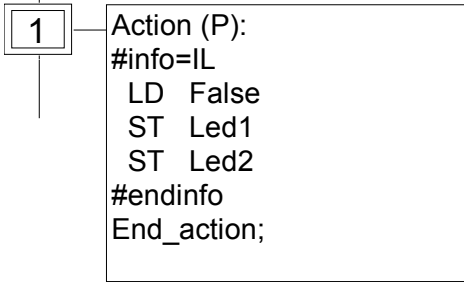 1
Action (P):
#info=IL
LD False
ST Led1
ST Led2
#endinfo
End_action;